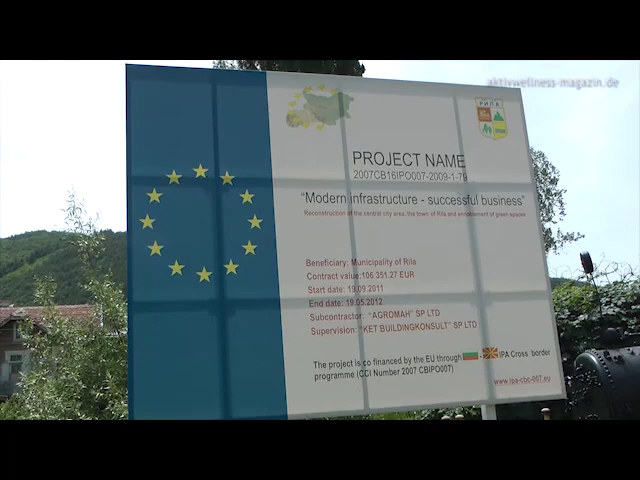 aktivwellness-magazin.de
РИЛА
PROJECT NAME
2007CB16IPO007-2009-1-79
"Modern infrastructure - successful business"
Reconstruction of the central city area, the town of Rila and ennoblement of green spaces
Beneficiary: Municipality of Rila
Contract value:106 351.27 EUR
Start date: 19.09.2011
End date: 19.05.2012
Subcontractor: "AGROMAH" SP LTD
Supervision: "KET BUILDINGKONSULT" SP LTD
The project is co financed by the EU through - IPA Cross border
programme (CCI Number 2007 CBIPO007)
www.ipa-cbc-007.eu